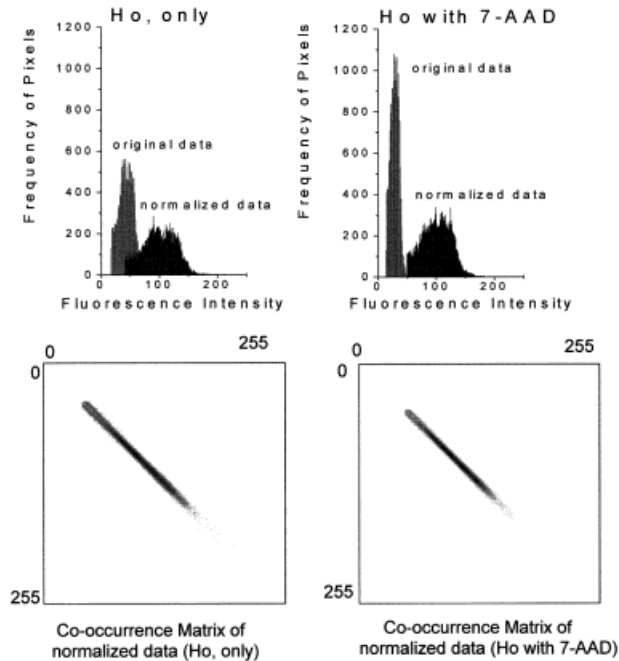 Ho, only
Frequency of Pixels
1200
1000
800
600
400
200
0
original data
normalized data
0 100 200
Fluorescence Intensity
Ho with 7-AAD
Frequency of Pixels
1200
1000
800
600
400
200
0
original data
normalized data
0 100 200
Fluorescence Intensity
0 255
0
255
Co-occurrence Matrix of
normalized data (Ho, only)
0 255
0
255
Co-occurrence Matrix of
normalized data (Ho with 7-AAD)